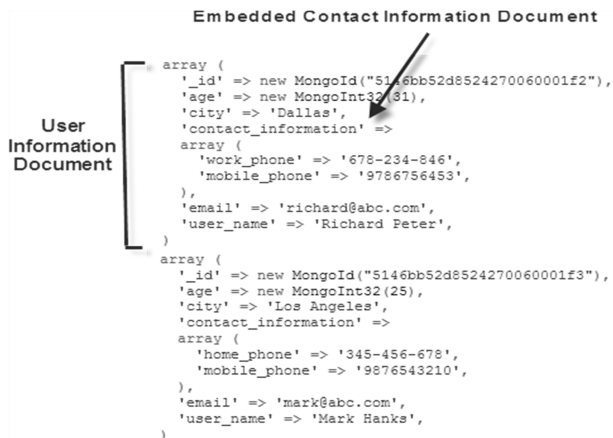 Embedded Contact Information Document
User
Information
Document
array (
'_id' => new MongoId("5146bb52d8524270060001f2"),
'age' => new MongoInt32(31),
'city' => 'Dallas',
'contact_information' =>
array (
'work_phone' => '678-234-846',
'mobile_phone' => '9786756453',
),
'email' => 'richard@abc.com',
'user_name' => 'Richard Peter',
)
array (
'_id' => new MongoId("5146bb52d8524270060001f3"),
'age' => new MongoInt32(25),
'city' => 'Los Angeles',
'contact_information' =>
array (
'home_phone' => '345-456-678',
'mobile_phone' => '9876543210',
),
'email' => 'mark@abc.com',
'user_name' => 'Mark Hanks',
)